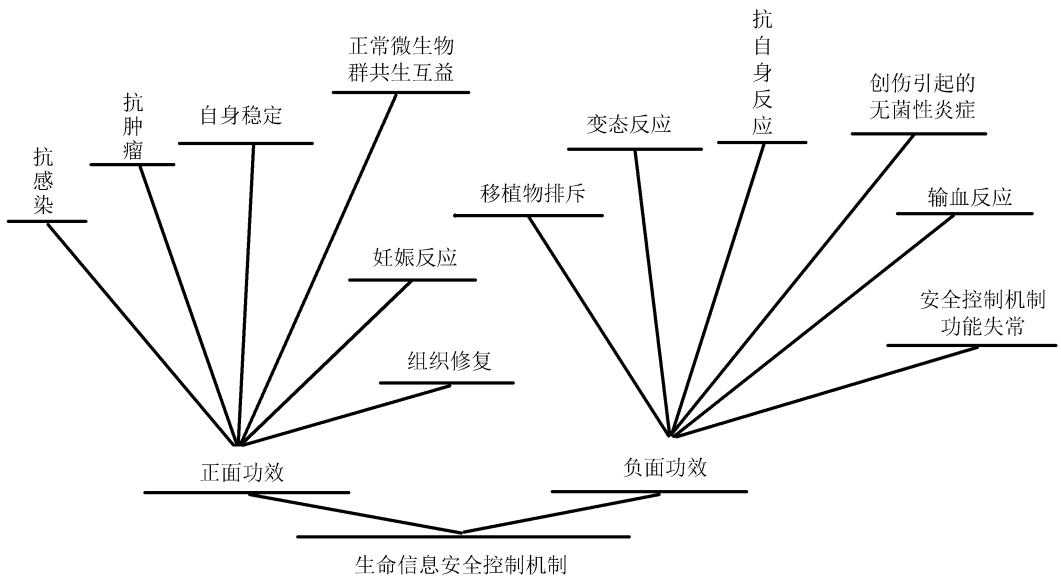 正常微生物
群共生互益
自身稳定
抗肿瘤
抗感染
妊娠反应
组织修复
正面功效
抗自身反应
创伤引起的
无菌性炎症
变态反应
移植物排斥
输血反应
安全控制机制
功能失常
负面功效
生命信息安全控制机制